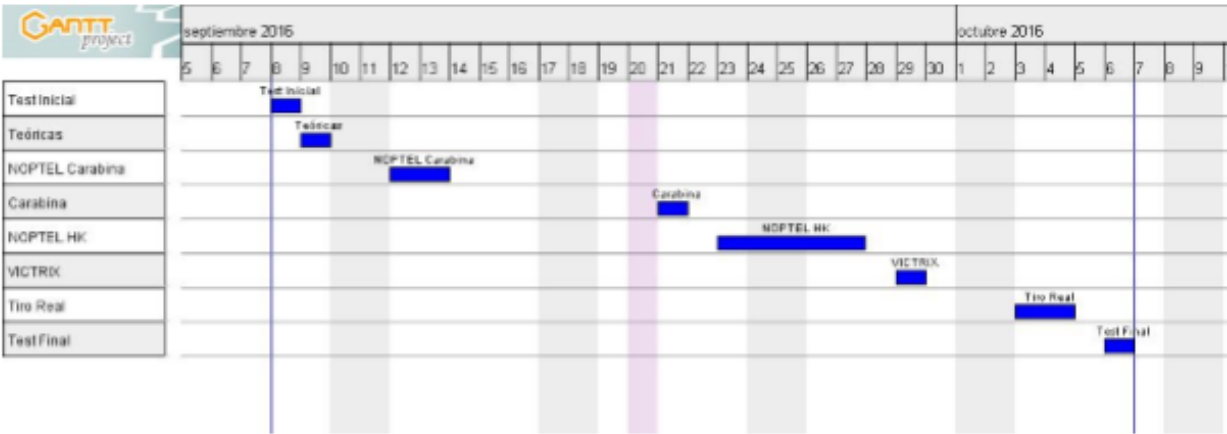 GANTT
project
septiembre 2016 octubre 2016
5 6 7 8 9 10 11 12 13 14 15 16 17 18 19 20 21 22 23 24 25 26 27 28 29 30 1 2 3 4 5 6 7 8 9
Test Inicial Test Inicial
Teóricas Teóricas
NOPTEL Carabina NOPTEL Carabina
Carabina Carabina
NOPTEL HK NOPTEL HK
VICTRIX VICTRIX
Tiro Real Tiro Real
Test Final Test Final